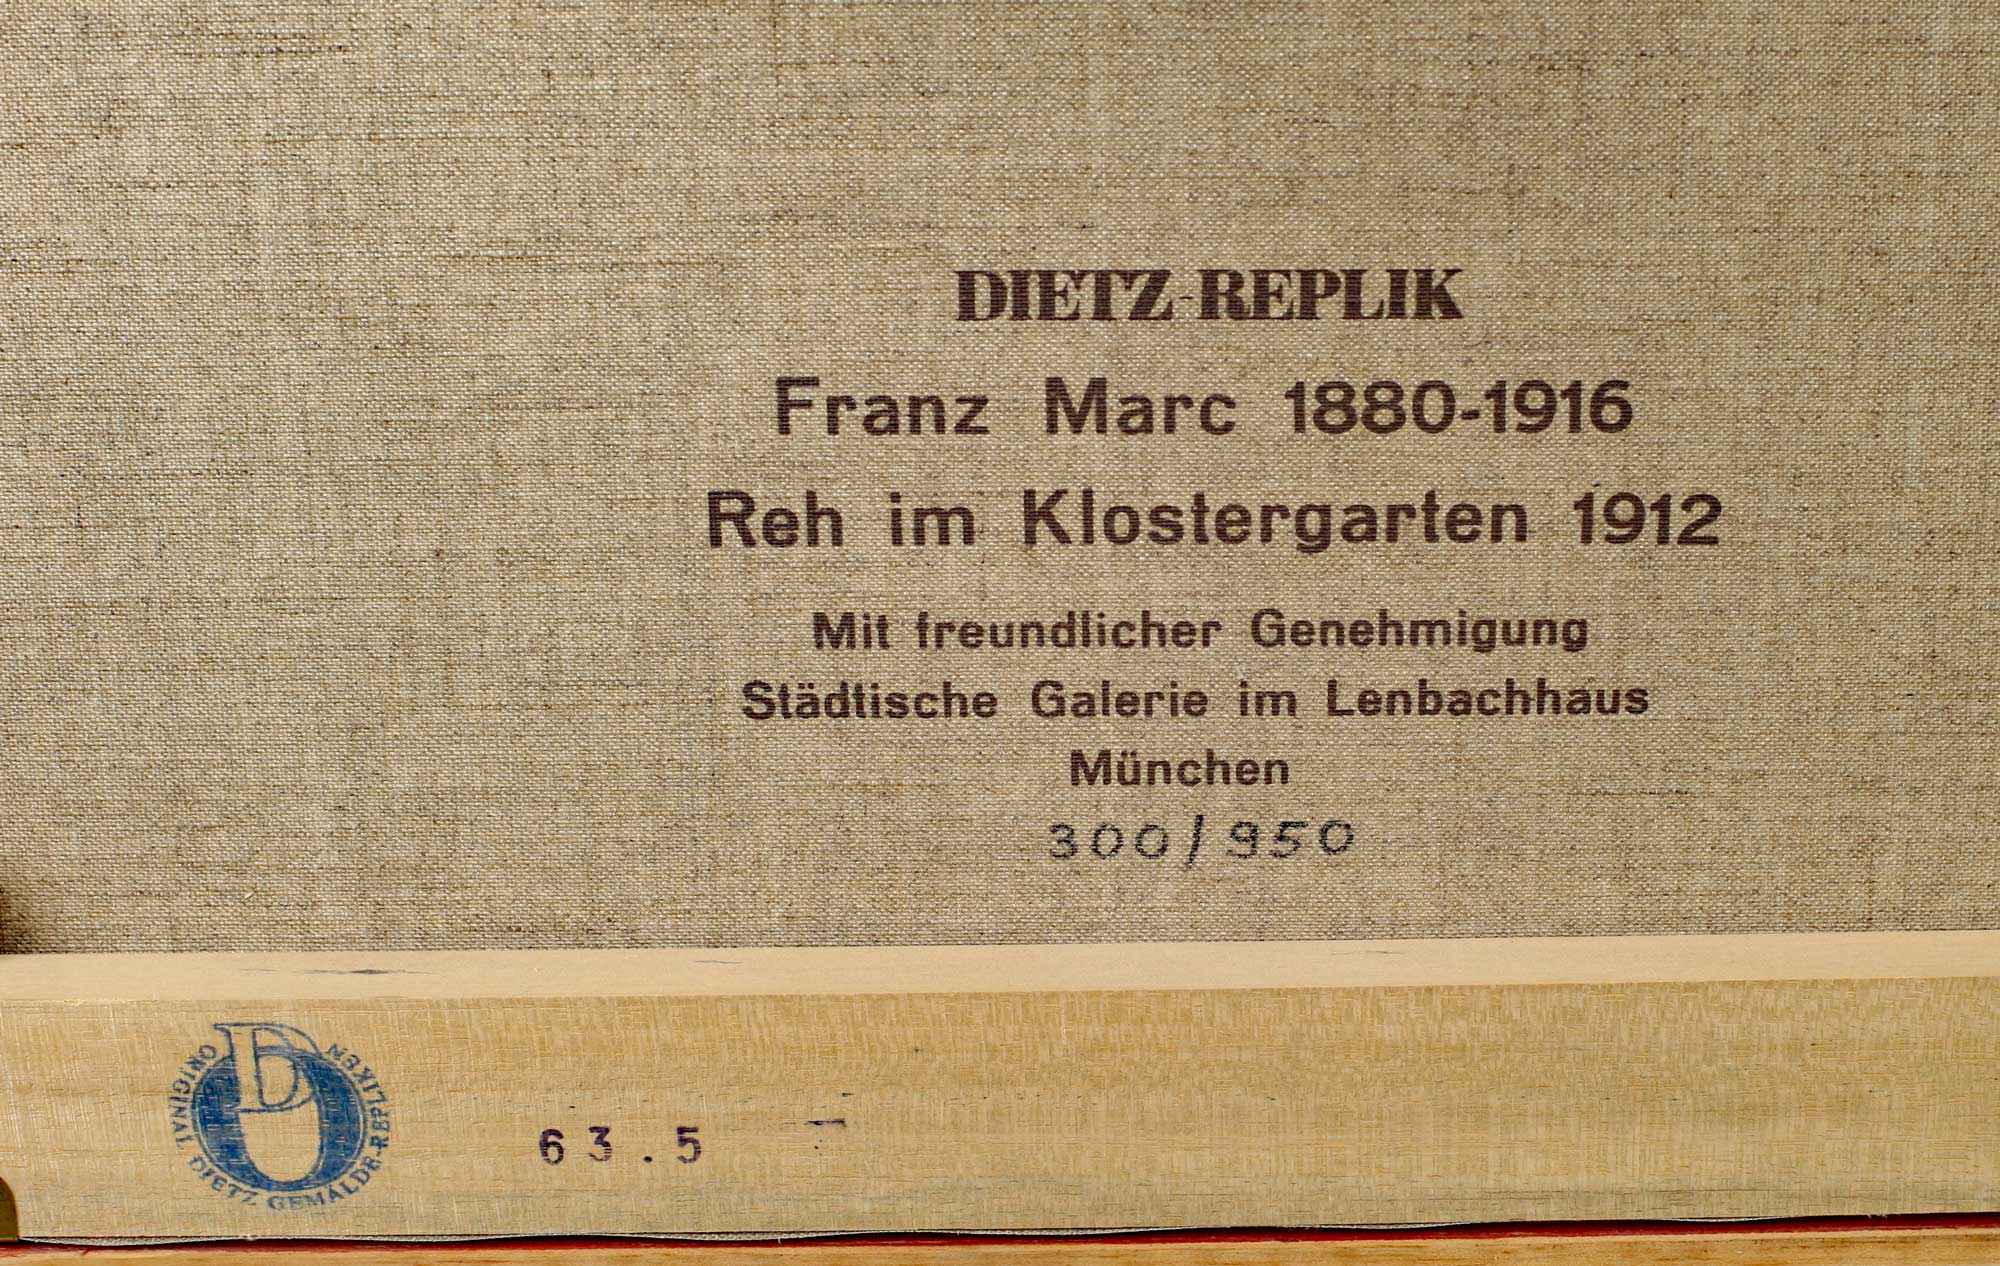 DIETZ-REPLIK
Franz Marc 1880-1916
Reh im Klostergarten 1912
Mit freundlicher Genehmigung
Städtische Galerie im Lenbachhaus
München
300/950
ORIGINAL DIETZ GEMÄLDE-REPLIKEN
DO
63.5